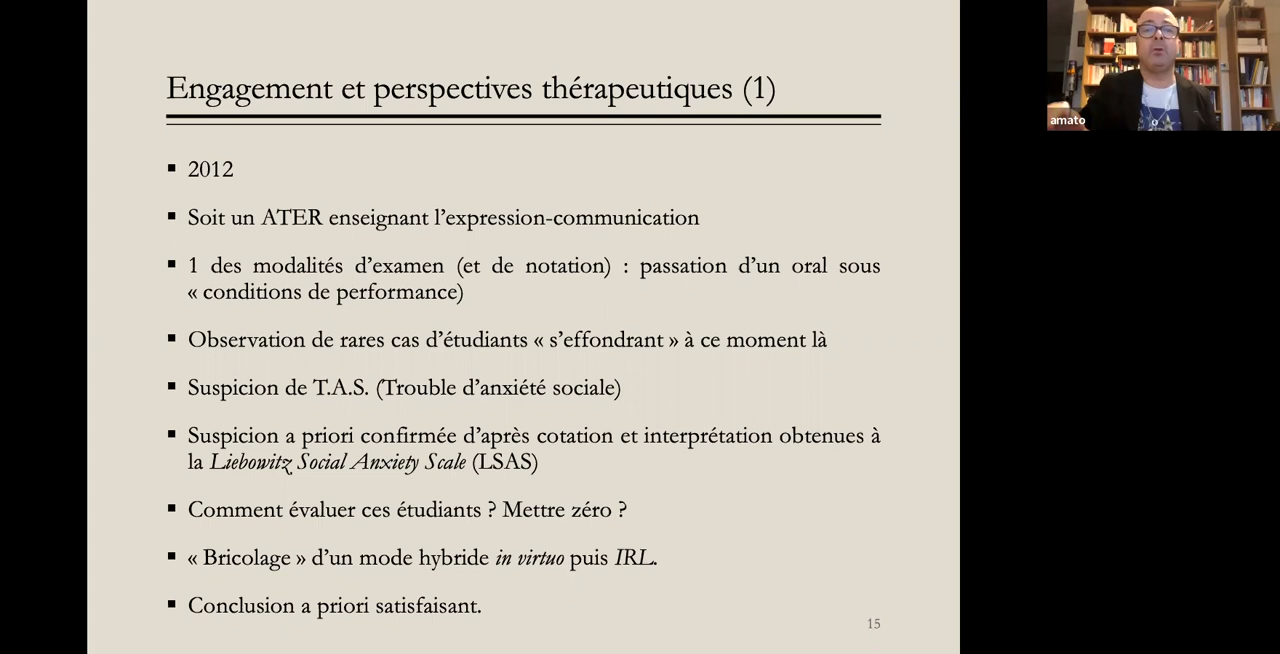 Engagement et perspectives thérapeutiques (1)
▪ 2012
▪ Soit un ATER enseignant l’expression-communication
▪ 1 des modalités d’examen (et de notation) : passation d’un oral sous
« conditions de performance)
▪ Observation de rares cas d’étudiants « s’effondrant » à ce moment là
▪ Suspicion de T.A.S. (Trouble d’anxiété sociale)
▪ Suspicion a priori confirmée d’après cotation et interprétation obtenues à
la Liebowitz Social Anxiety Scale (LSAS)
▪ Comment évaluer ces étudiants ? Mettre zéro ?
▪ « Bricolage » d’un mode hybride in virtuo puis IRL.
▪ Conclusion a priori satisfaisant.
15
amato